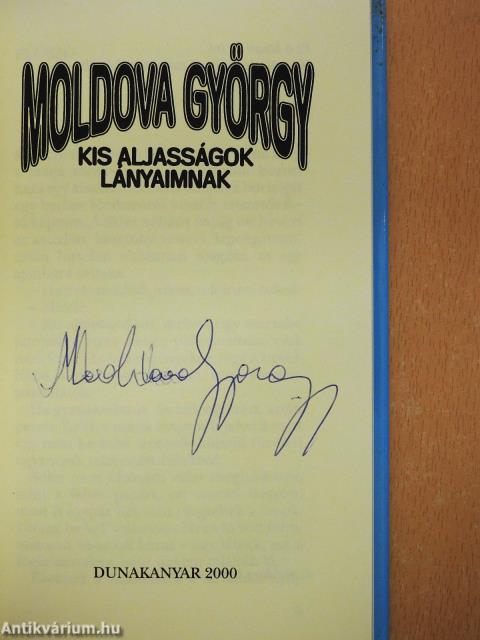 MOLDOVA GYÖRGY
KIS ALJASSÁGOK
LÁNYAIMNAK
Moldova György
DUNAKANYAR 2000
Antikvárium.hu